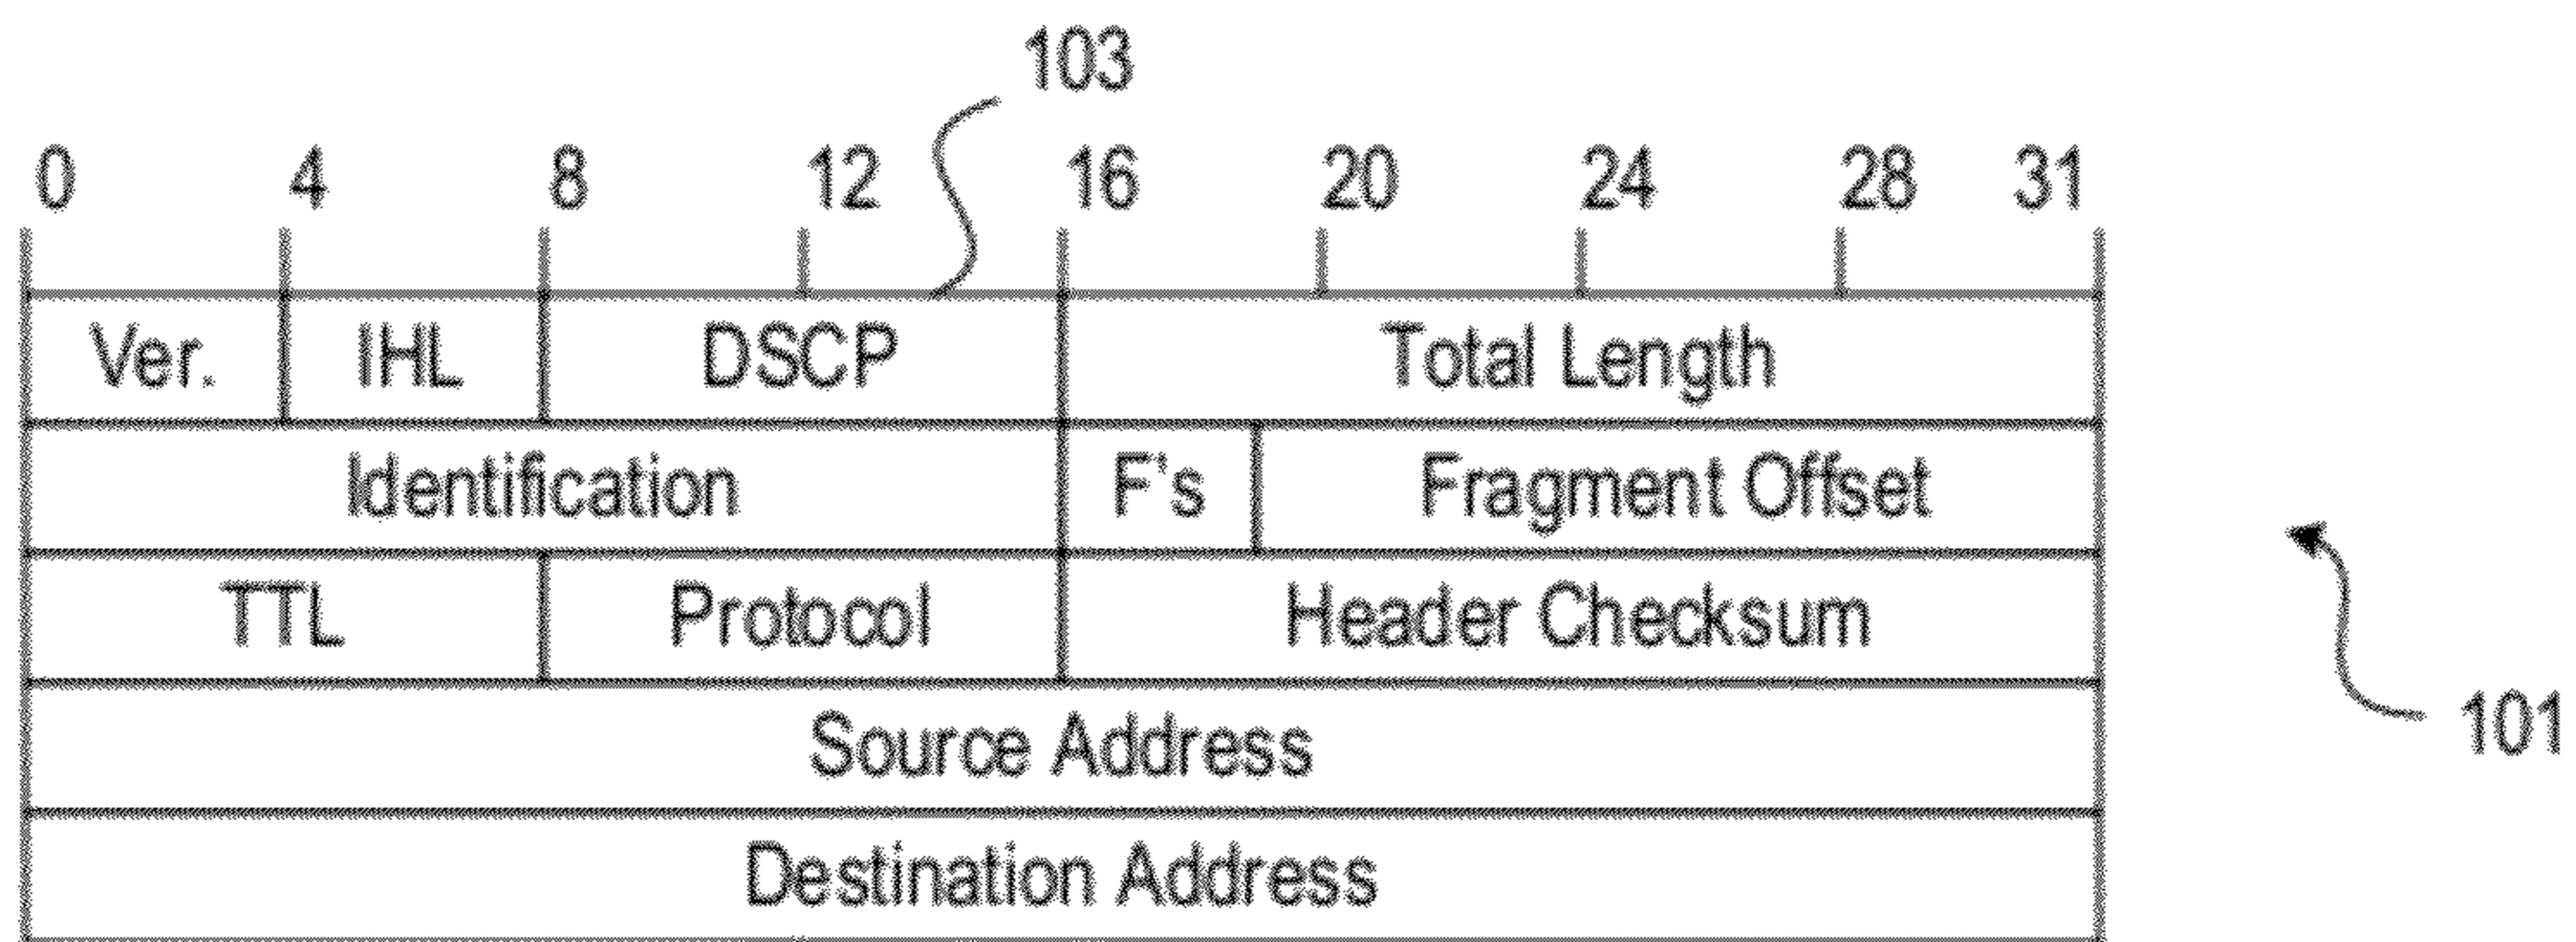 103
0 4 8 12 16 20 24 28 31
Ver. IHL DSCP Total Length
Identification F's Fragment Offset
TTL Protocol Header Checksum
Source Address
101
Destination Address